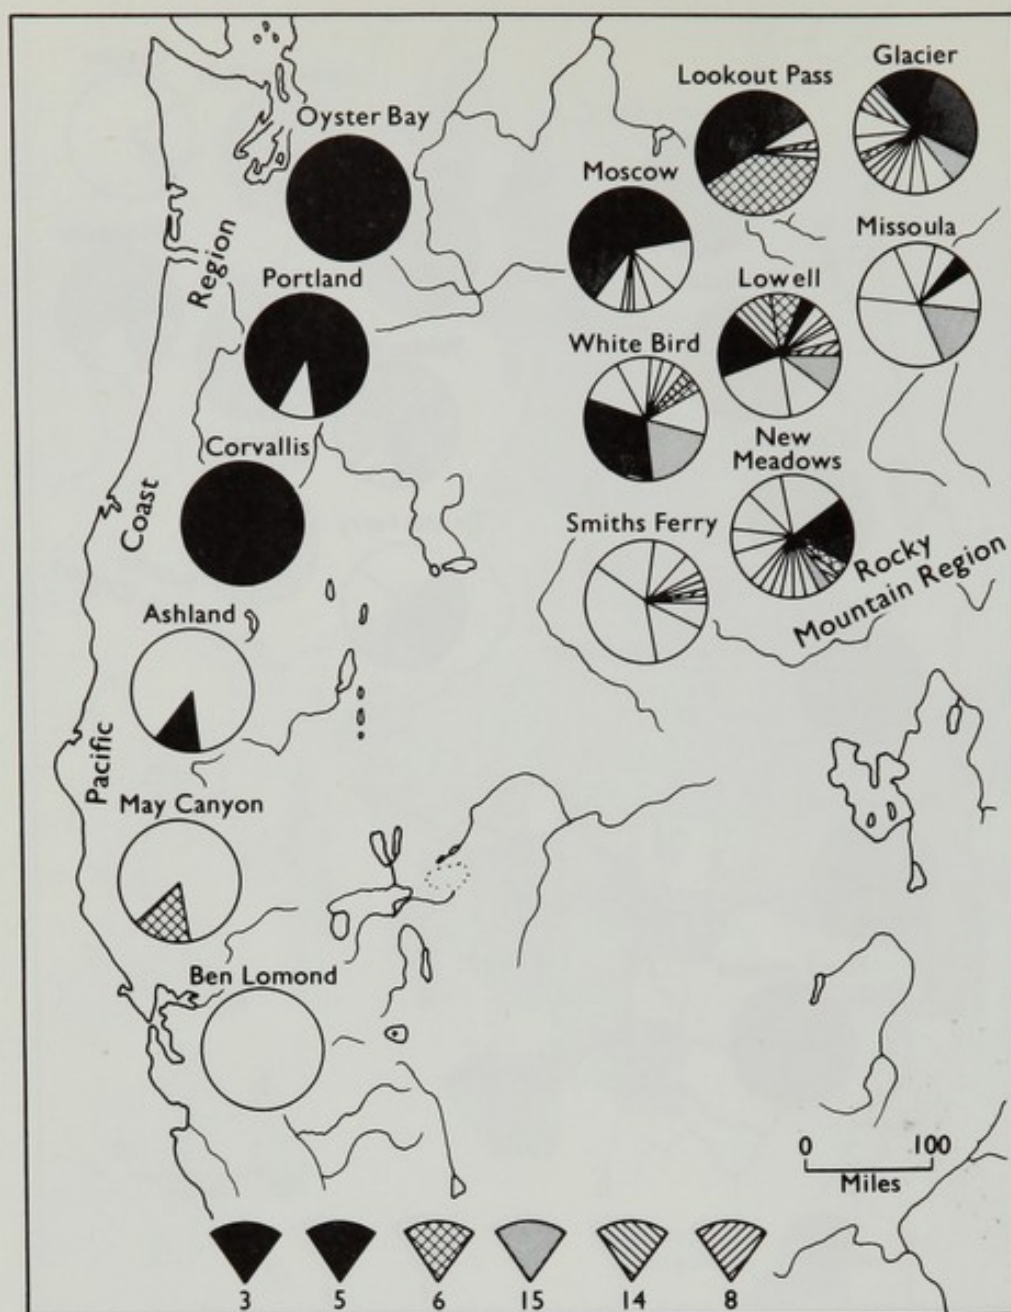 Glacier
Lookout Pass
Oyster Bay
Moscow
Missoula
Region
Portland
Lowell
White Bird
Corvallis
New
Meadows
Coast
Smiths Ferry
Rocky
Mountain Region
Ashland
Pacific
May Canyon
Ben Lomond
0 100
Miles
3 5 6 15 14 8